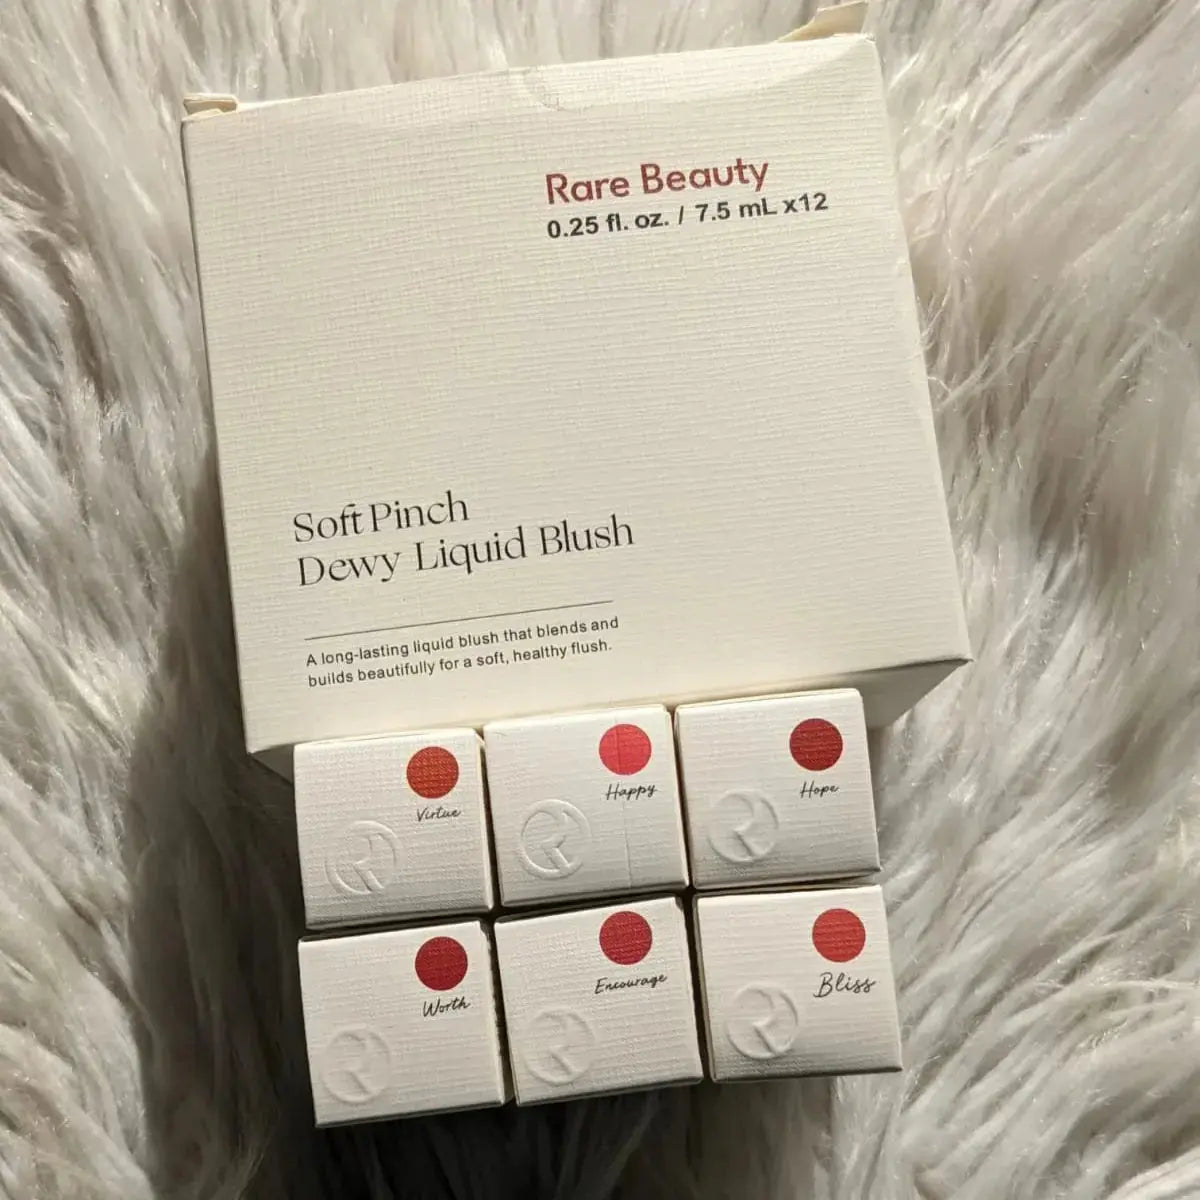 Rare Beauty
0.25 fl. oz. / 7.5 mL x12
Soft Pinch
Dewy Liquid Blush
A long-lasting liquid blush that blends and
builds beautifully for a soft, healthy flush.
Virtue
Happy
Hope
R
R
R
Worth
Encourage
Bliss
R
R
R